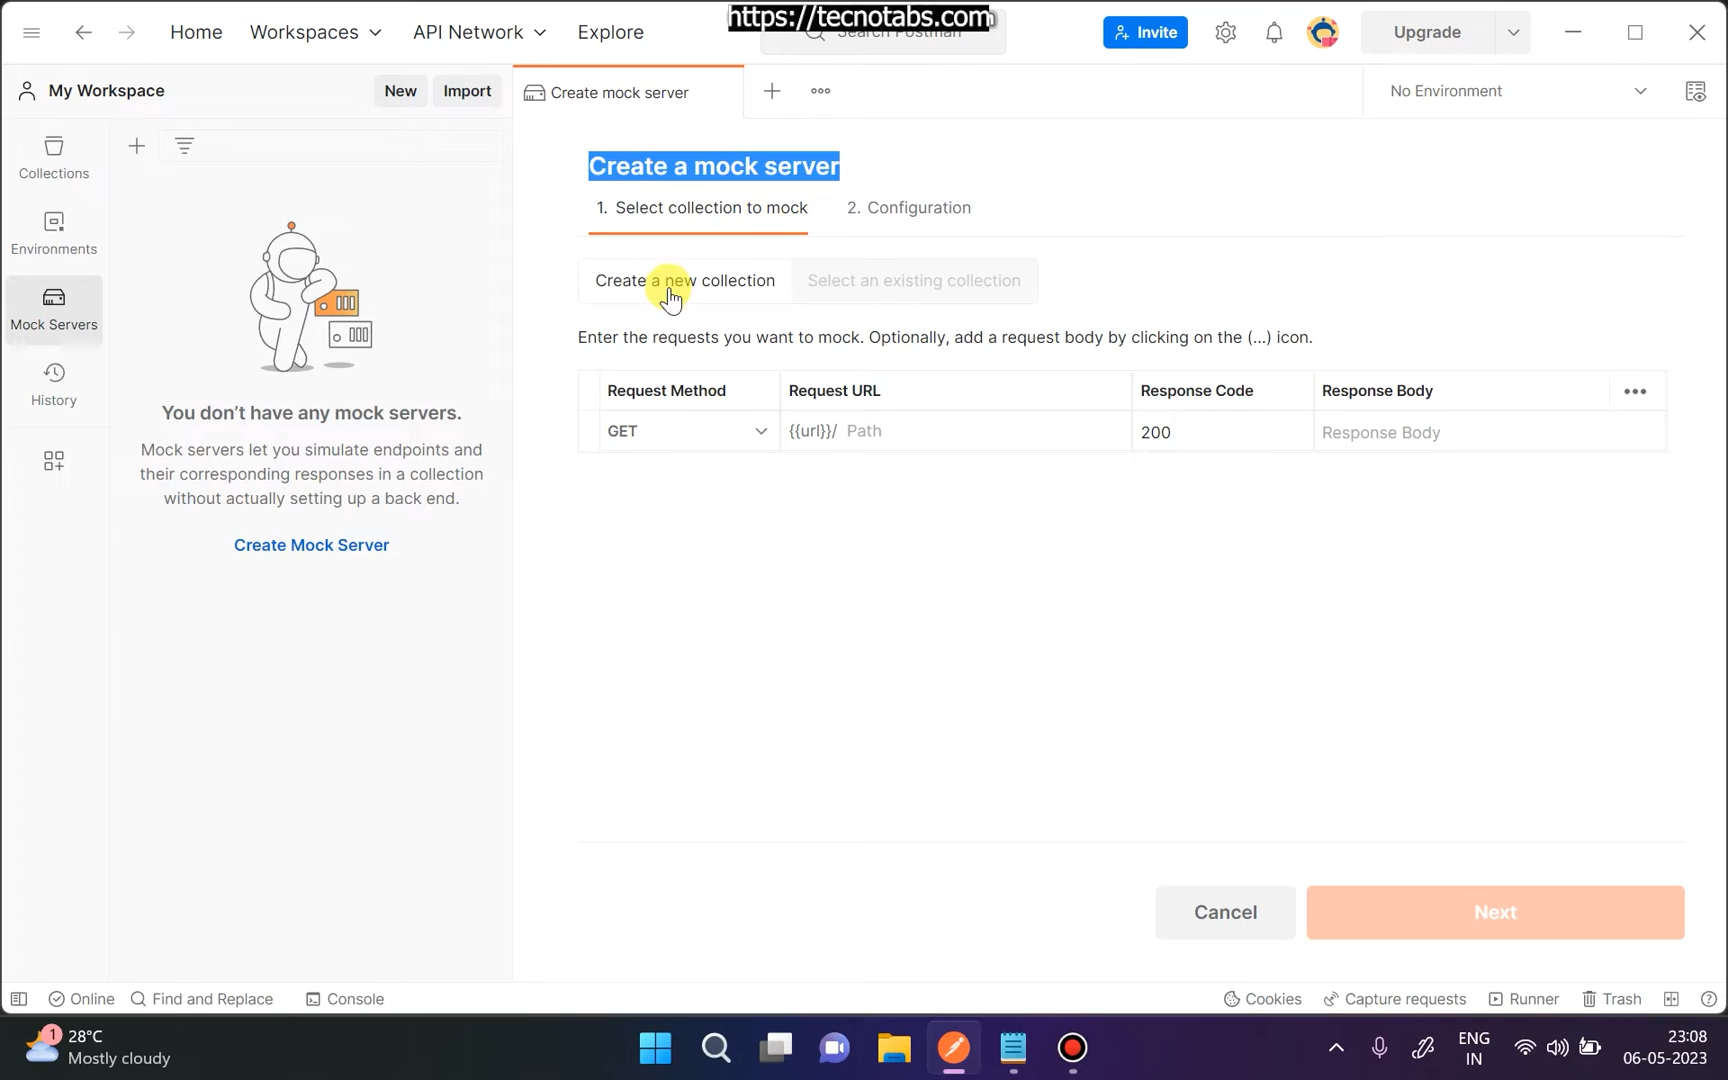 https://tecnotabs.com
Home
Workspaces
API Network
Explore
Search Postman
Invite
Upgrade
My Workspace
New
Import
Create mock server
No Environment
Collections
Environments
Mock Servers
History
You don't have any mock servers.
Mock servers let you simulate endpoints and
their corresponding responses in a collection
without actually setting up a back end.
Create Mock Server
Create a mock server
1. Select collection to mock
2. Configuration
Create a new collection
Select an existing collection
Enter the requests you want to mock. Optionally, add a request body by clicking on the (...) icon.
Request Method
Request URL
Response Code
Response Body
GET
{{url}}/ Path
200
Response Body
Cancel
Next
Online
Find and Replace
Console
Cookies
Capture requests
Runner
Trash
1
28°C
Mostly cloudy
ENG
IN
23:08
06-05-2023